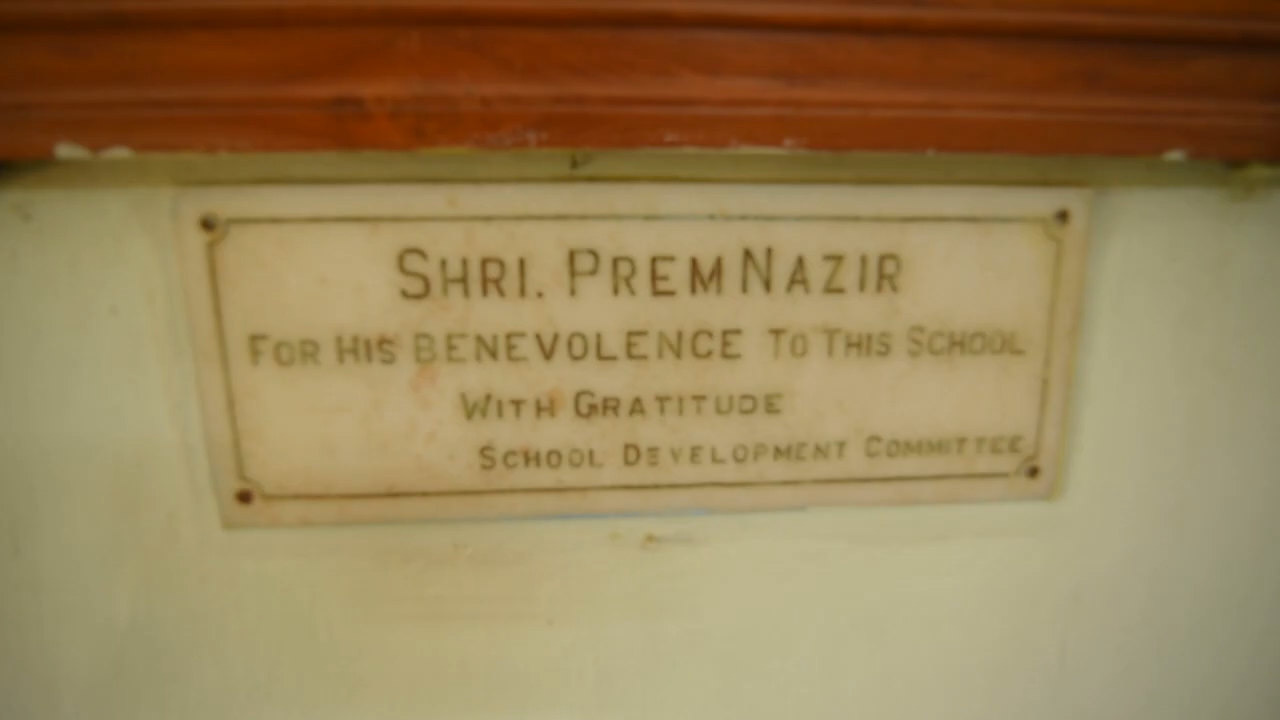 SHRI. PREM NAZIR
FOR HIS BENEVOLENCE TO THIS SCHOOL
WITH GRATITUDE
SCHOOL DEVELOPMENT COMMITTEE